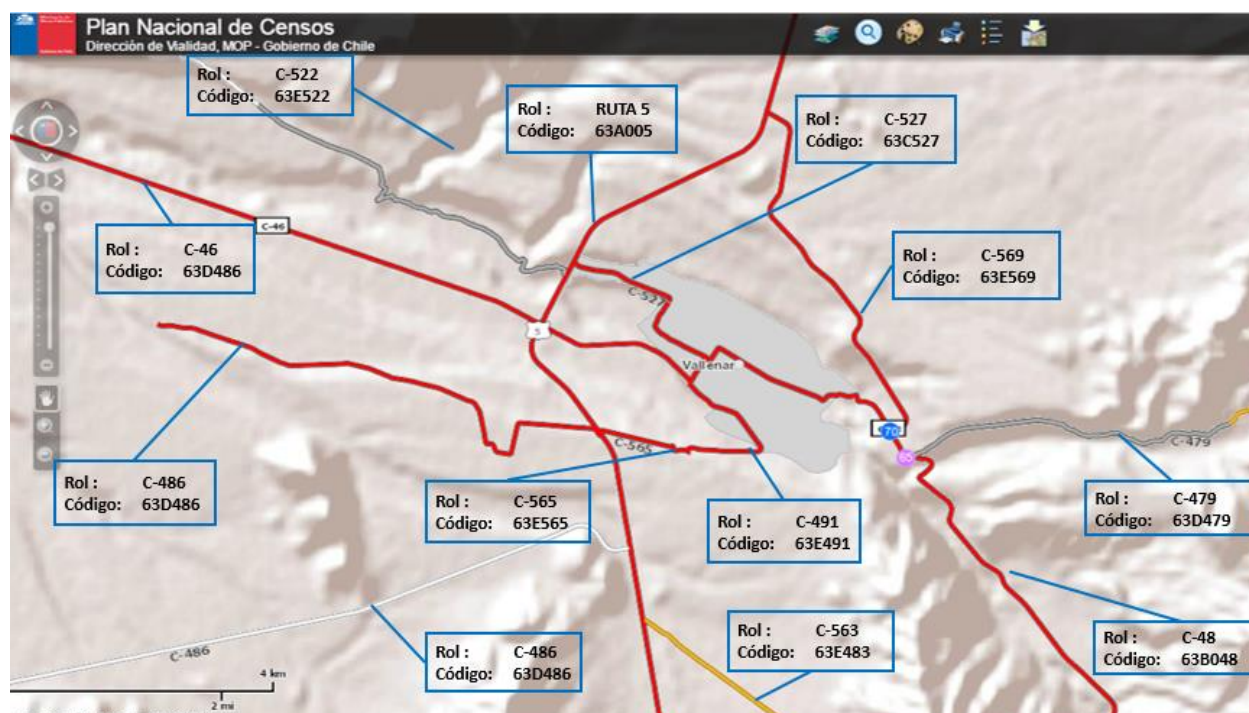 Plan Nacional de Censos
Dirección de Vialidad, MOP - Gobierno de Chile
Rol : C-522
Código: 63E522
Rol : RUTA 5
Código: 63A005
Rol : C-527
Código: 63C527
Rol : C-46
Código: 63D486
C-46
Rol : C-569
Código: 63E569
C-527
5
Vallenar
70
65
C-479
C-565
Rol : C-486
Código: 63D486
Rol : C-565
Código: 63E565
Rol : C-491
Código: 63E491
Rol : C-479
Código: 63D479
Rol : C-486
Código: 63D486
Rol : C-563
Código: 63E483
Rol : C-48
Código: 63B048
C-486
4 km
2 mi